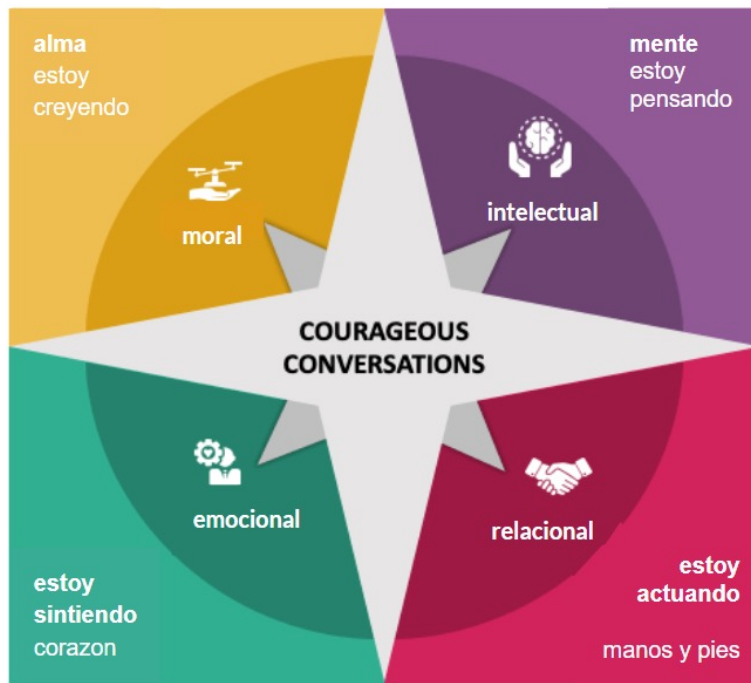 alma
estoy
creyendo
mente
estoy
pensando
moral
intelectual
COURAGEOUS
CONVERSATIONS
emocional
relacional
estoy
sintiendo
corazon
estoy
actuando
manos y pies